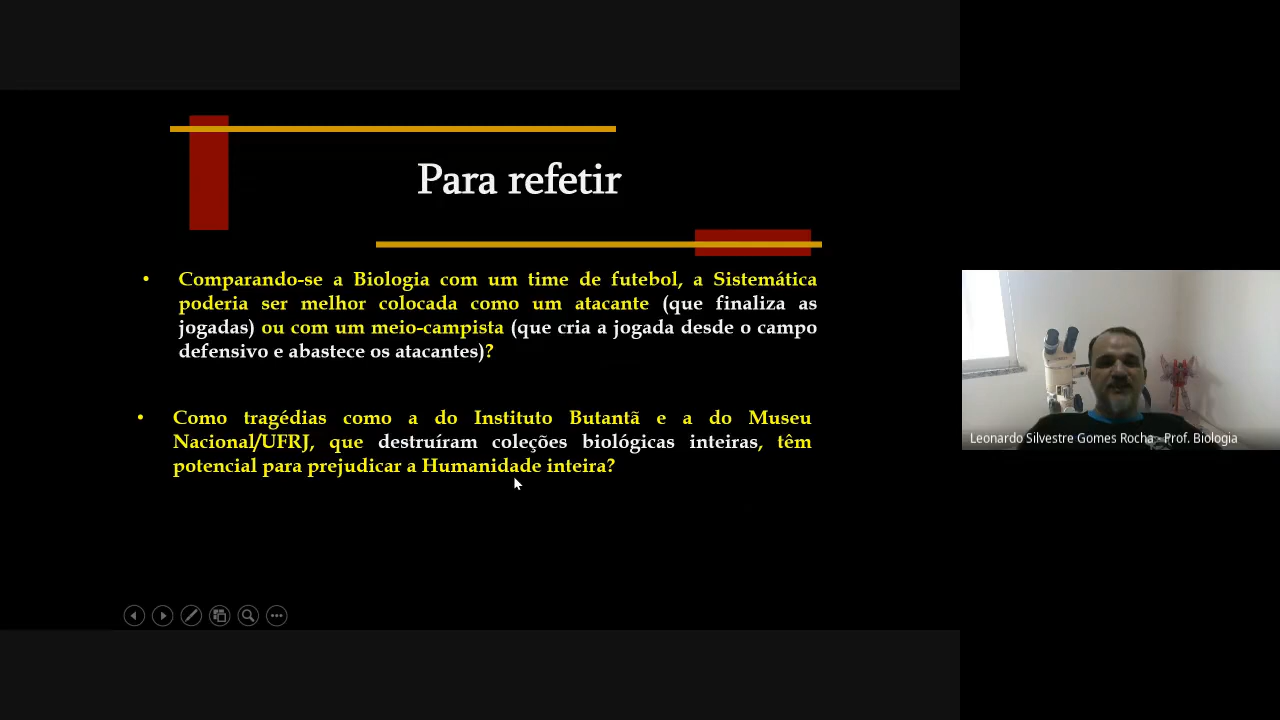 Para refetir
• Comparando-se a Biologia com um time de futebol, a Sistemática
poderia ser melhor colocada como um atacante (que finaliza as
jogadas) ou com um meio-campista (que cria a jogada desde o campo
defensivo e abastece os atacantes)?
• Como tragédias como a do Instituto Butantã e a do Museu
Nacional/UFRJ, que destruíram coleções biológicas inteiras, têm
potencial para prejudicar a Humanidade inteira?
Leonardo Silvestre Gomes Rocha - Prof. Biologia